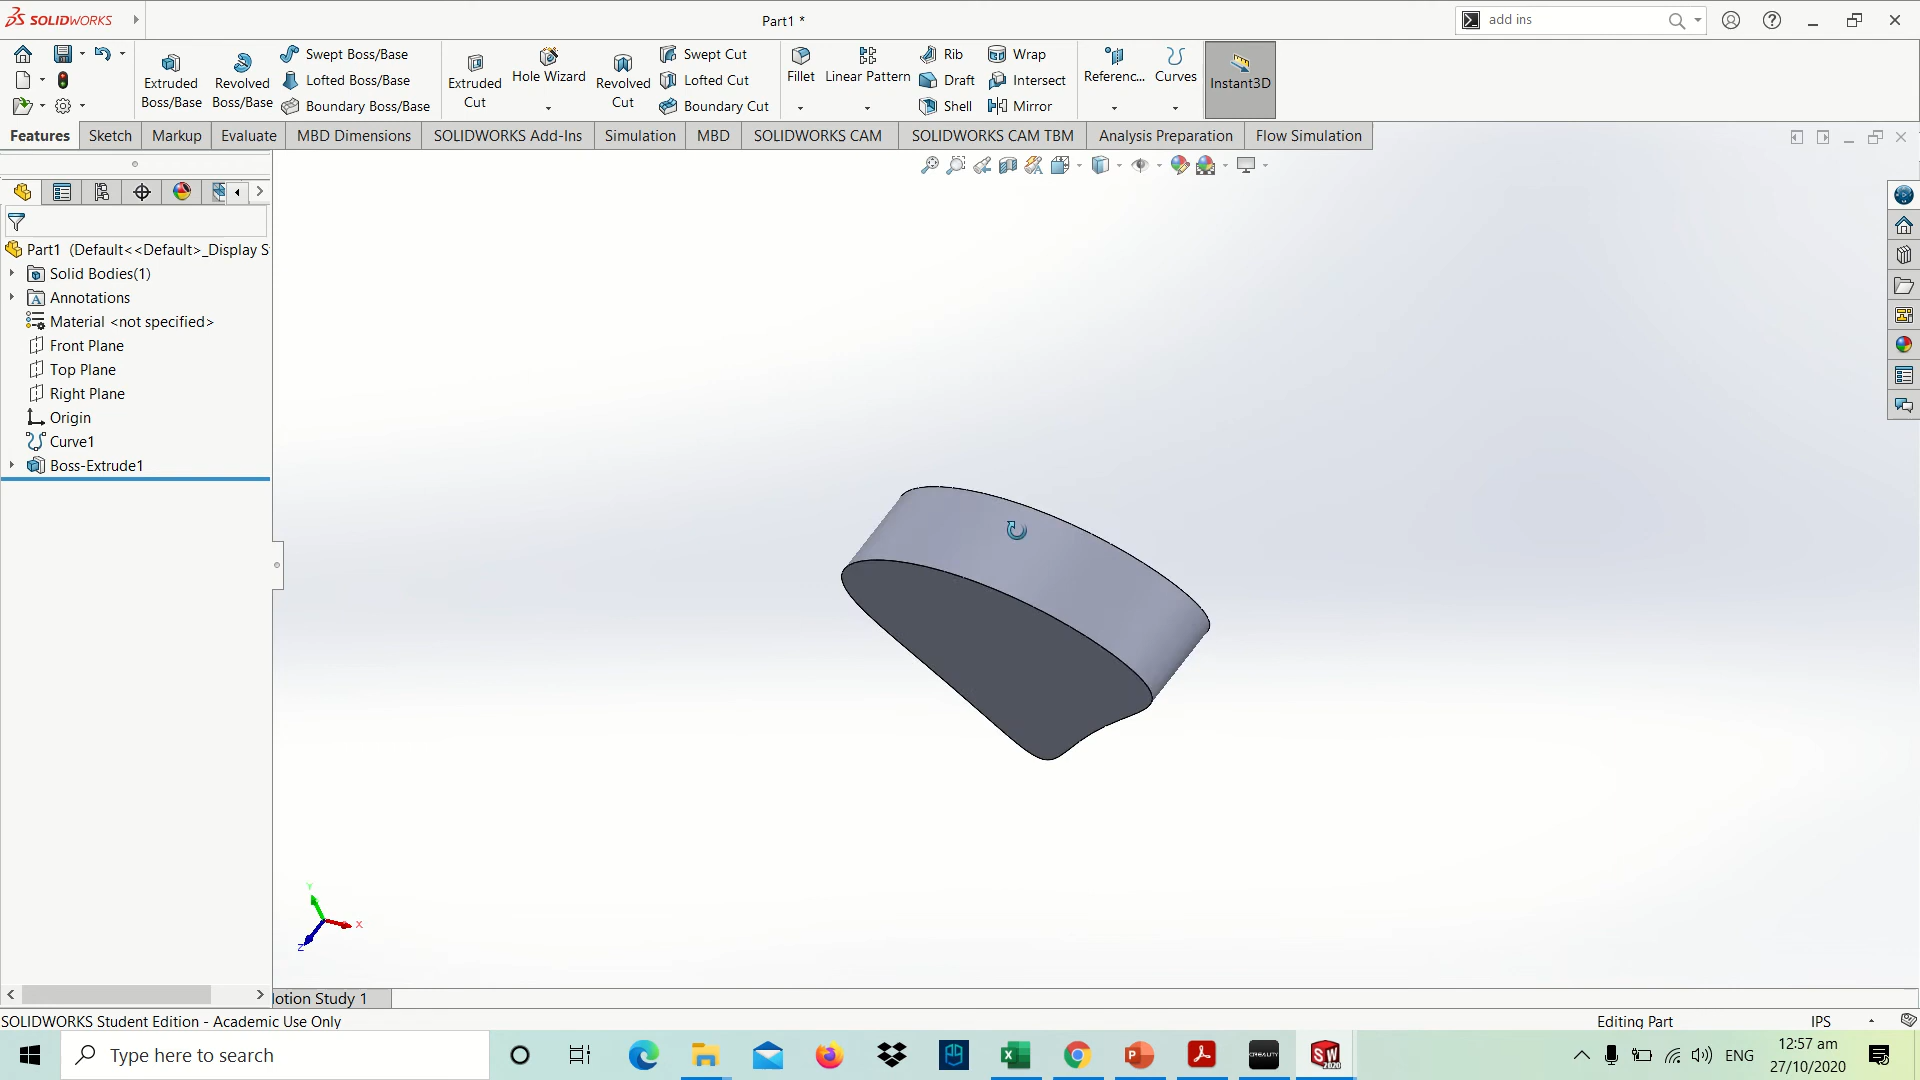 SOLIDWORKS
Part1 *
add ins
Extruded Boss/Base
Revolved Boss/Base
Swept Boss/Base
Lofted Boss/Base
Boundary Boss/Base
Extruded Cut
Hole Wizard
Revolved Cut
Swept Cut
Lofted Cut
Boundary Cut
Fillet
Linear Pattern
Rib
Draft
Shell
Wrap
Intersect
Mirror
Referenc...
Curves
Instant3D
Features
Sketch
Markup
Evaluate
MBD Dimensions
SOLIDWORKS Add-Ins
Simulation
MBD
SOLIDWORKS CAM
SOLIDWORKS CAM TBM
Analysis Preparation
Flow Simulation
Part1 (Default<<Default>_Display S
Solid Bodies(1)
Annotations
Material <not specified>
Front Plane
Top Plane
Right Plane
Origin
Curve1
Boss-Extrude1
Y
X
Z
otion Study 1
SOLIDWORKS Student Edition - Academic Use Only
Editing Part
IPS
Type here to search
ENG
12:57 am
27/10/2020